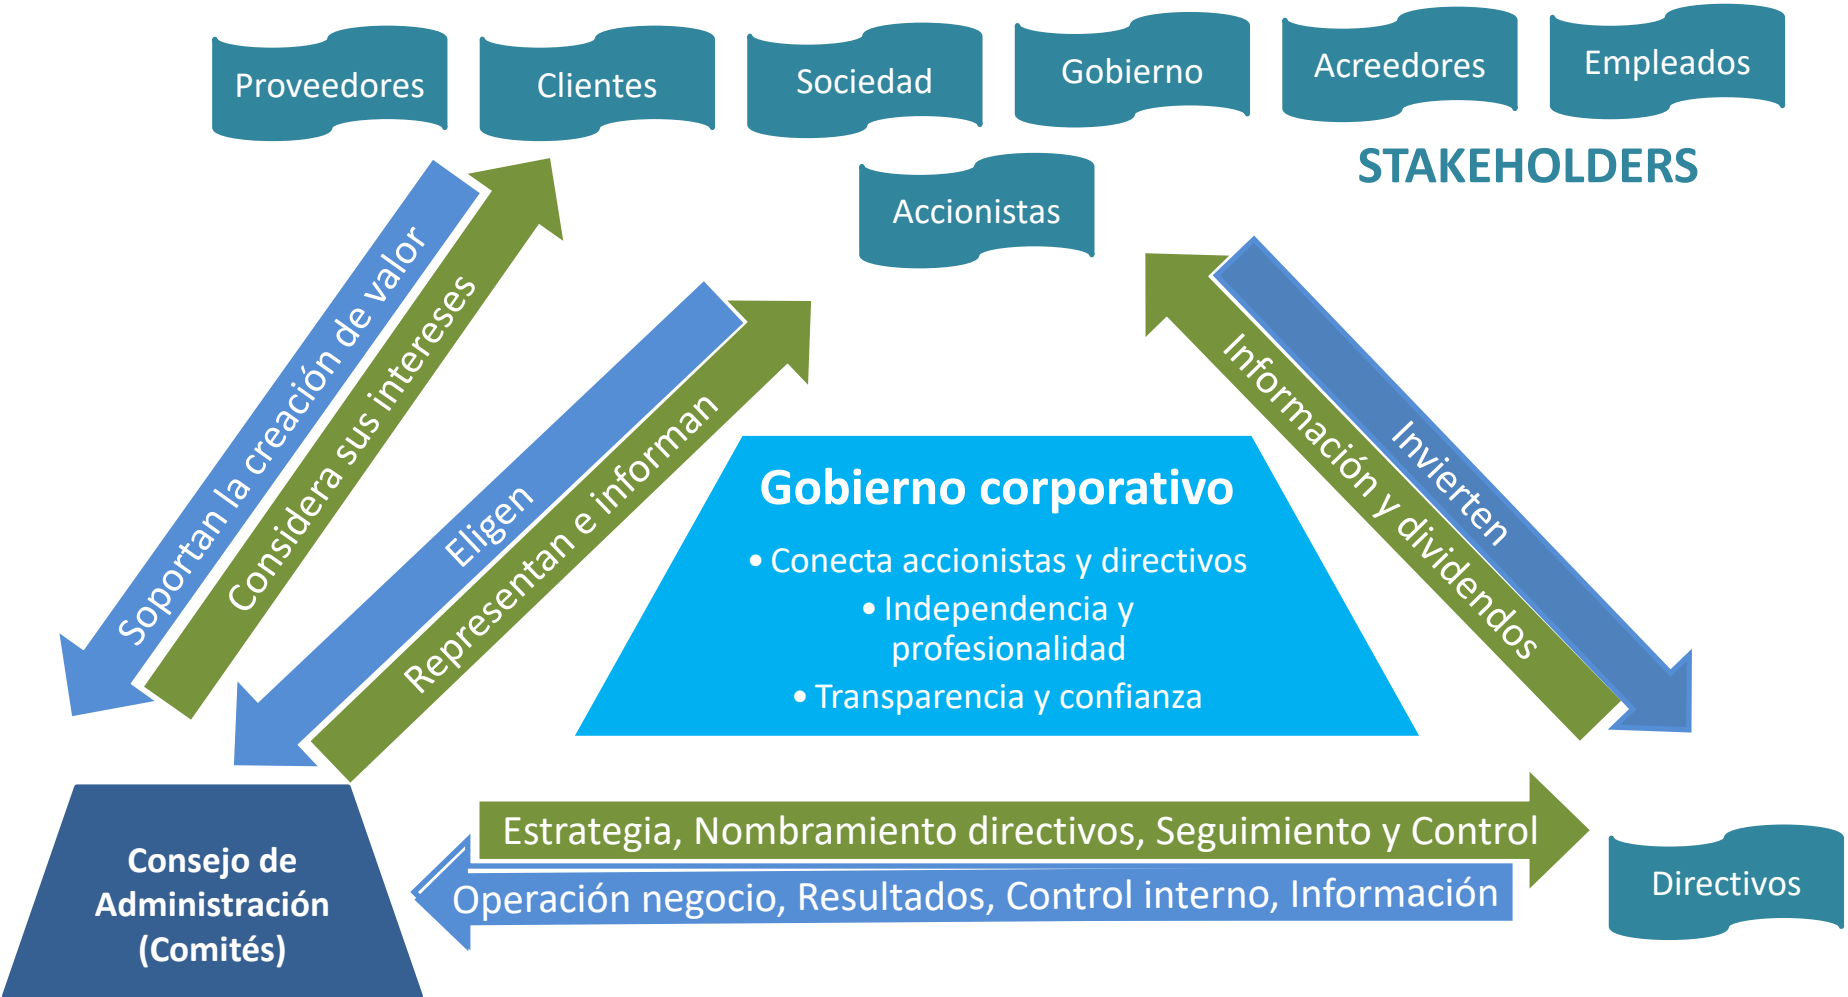 Proveedores
Clientes
Sociedad
Gobierno
Acreedores
Empleados
STAKEHOLDERS
Accionistas
Soportan la creación de valor
Considera sus intereses
Eligen
Representan e informan
Invierten
Información y dividendos
Gobierno corporativo
• Conecta accionistas y directivos
• Independencia y
profesionalidad
• Transparencia y confianza
Estrategia, Nombramiento directivos, Seguimiento y Control
Operación negocio, Resultados, Control interno, Información
Consejo de
Administración
(Comités)
Directivos